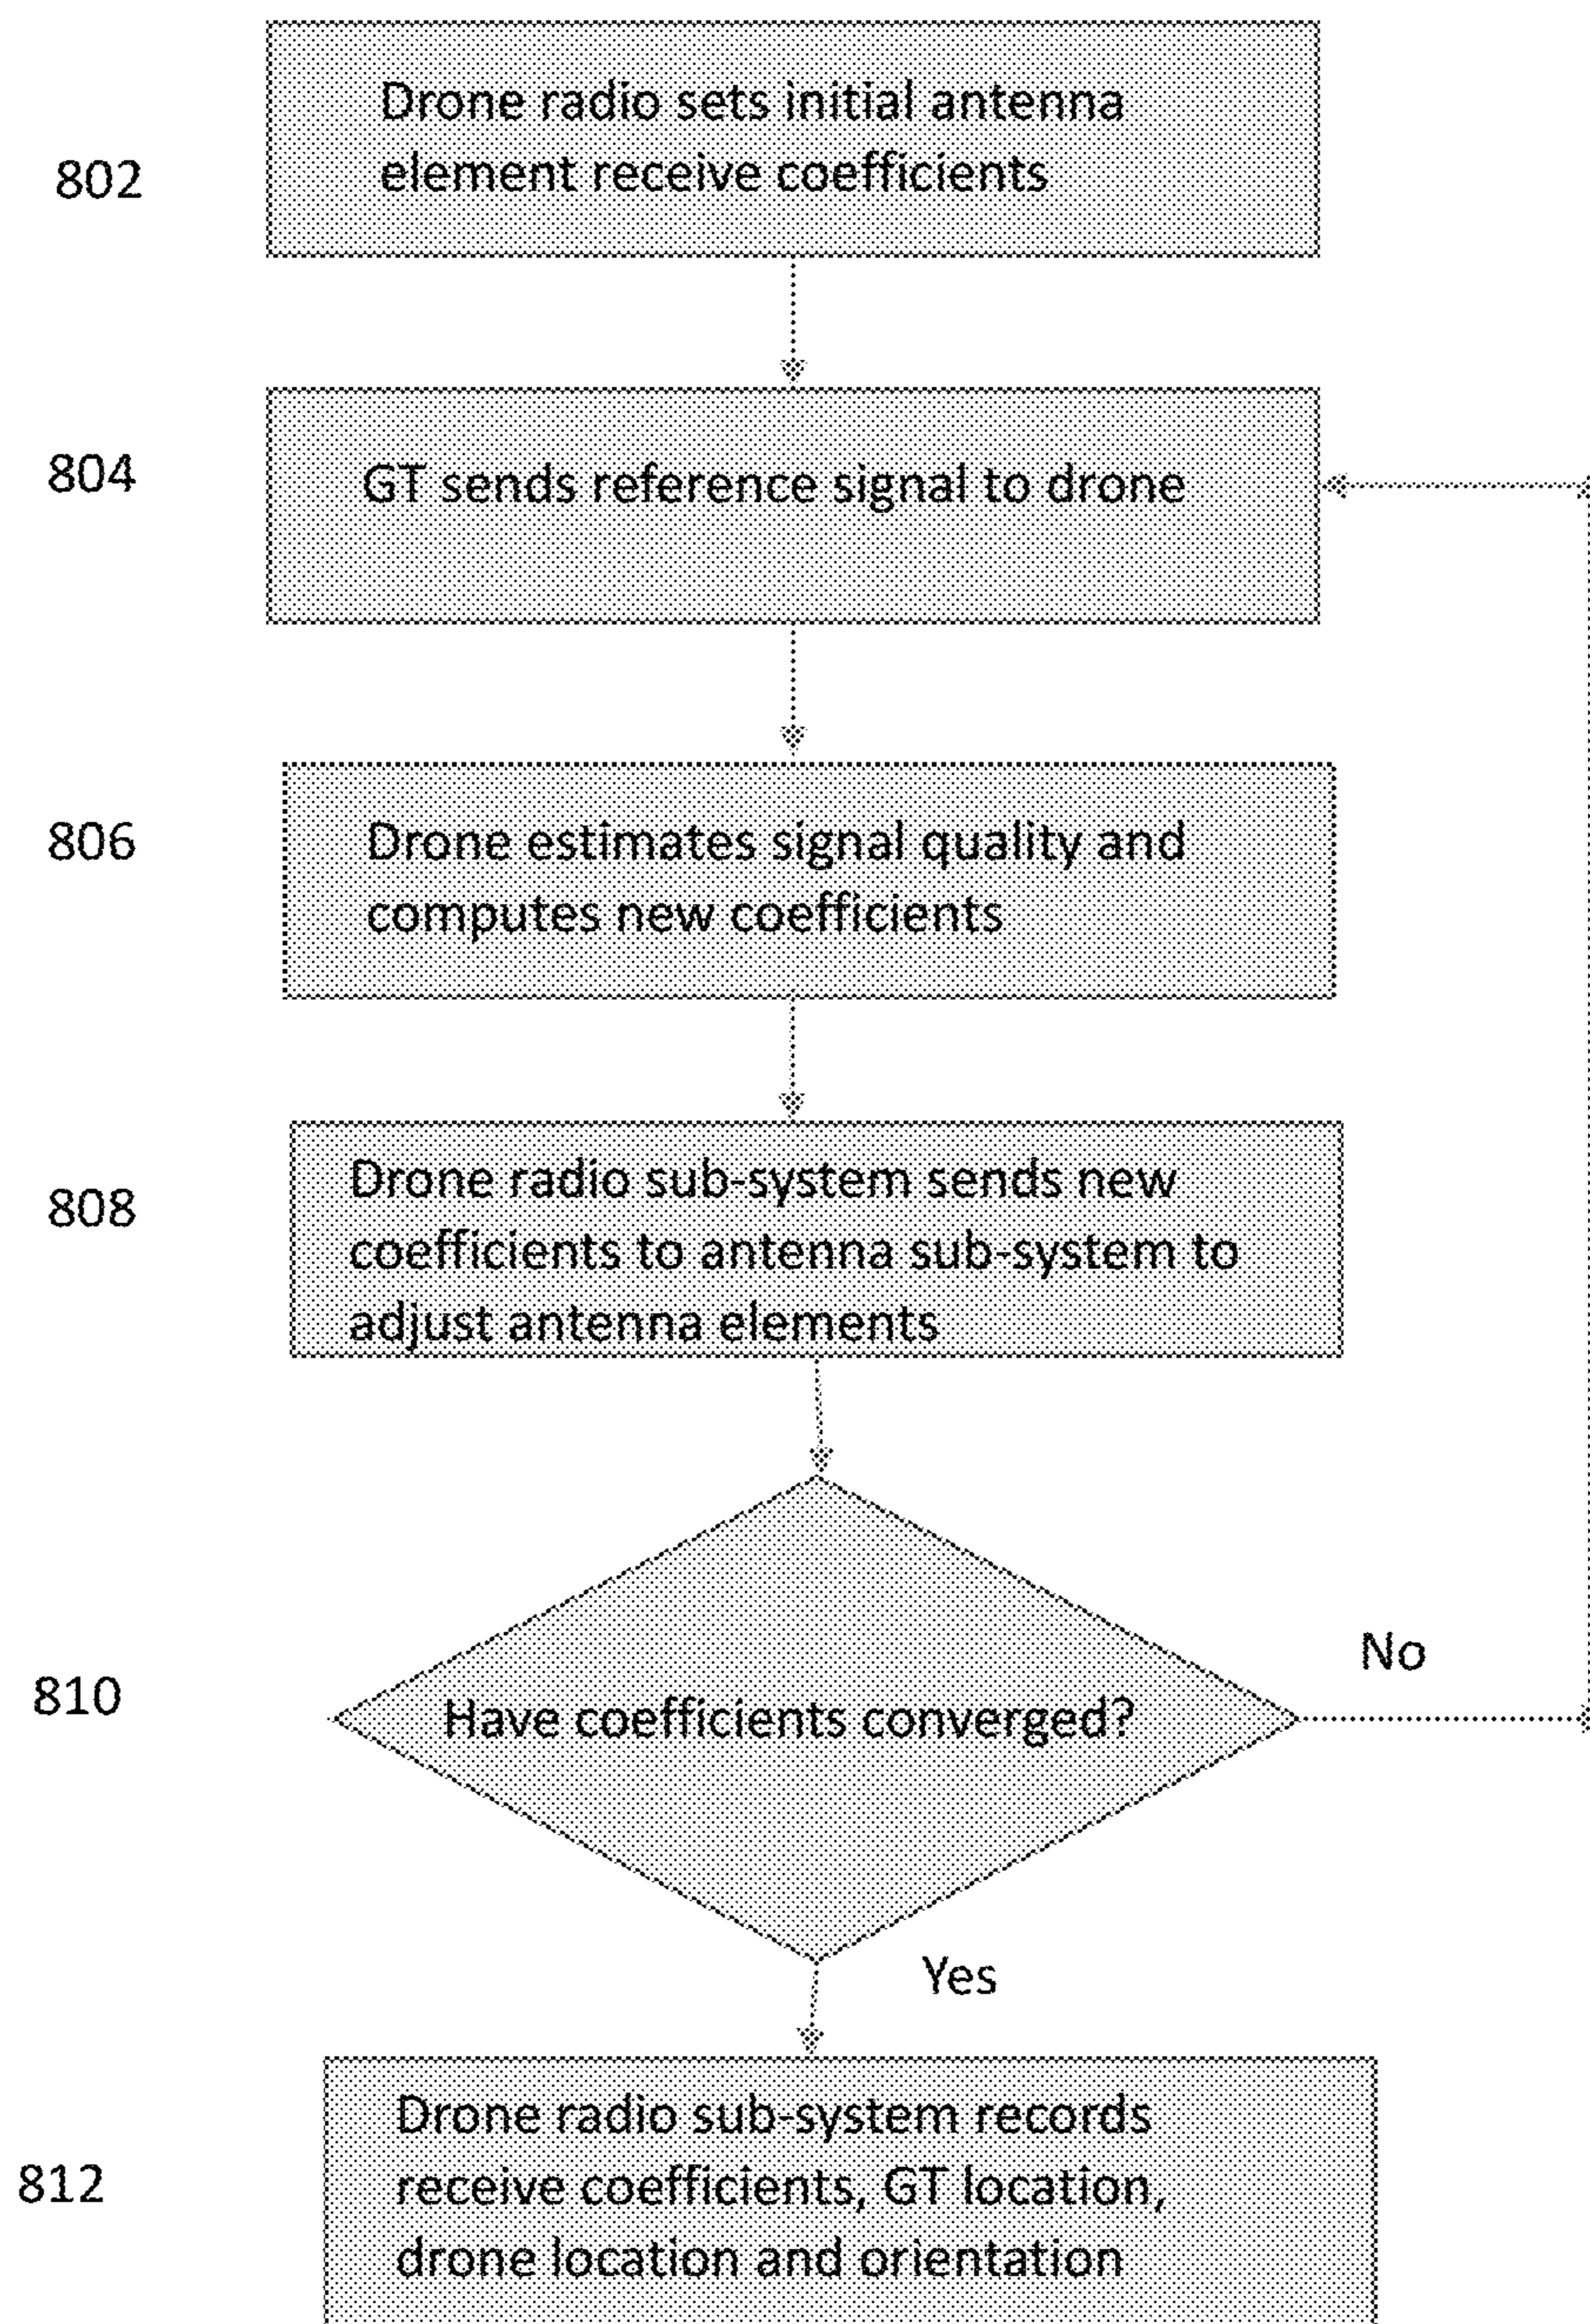 802
Drone radio sets initial antenna
element receive coefficients
804
GT sends reference signal to drone
806
Drone estimates signal quality and
computes new coefficients
808
Drone radio sub-system sends new
coefficients to antenna sub-system to
adjust antenna elements
810
Have coefficients converged?
No
Yes
812
Drone radio sub-system records
receive coefficients, GT location,
drone location and orientation